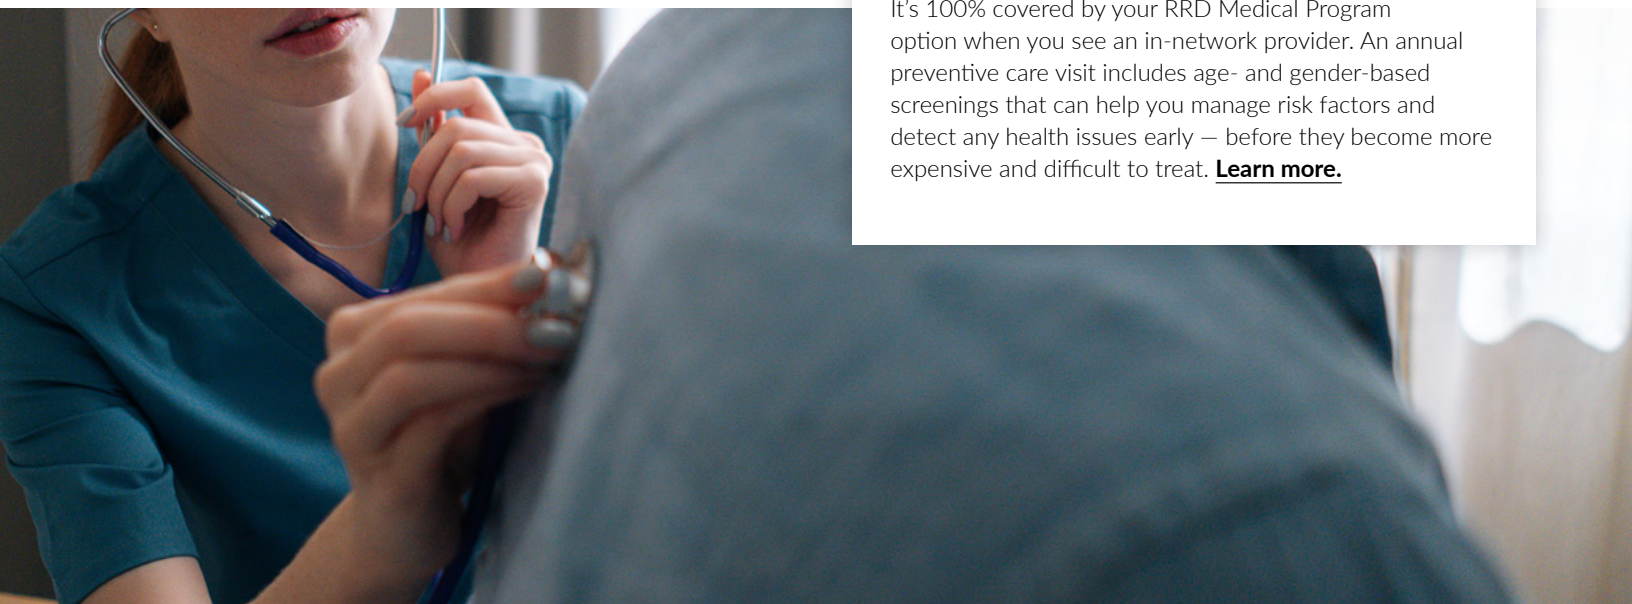 It’s 100% covered by your RRD Medical Program
option when you see an in-network provider. An annual
preventive care visit includes age- and gender-based
screenings that can help you manage risk factors and
detect any health issues early — before they become more
expensive and difficult to treat. Learn more.